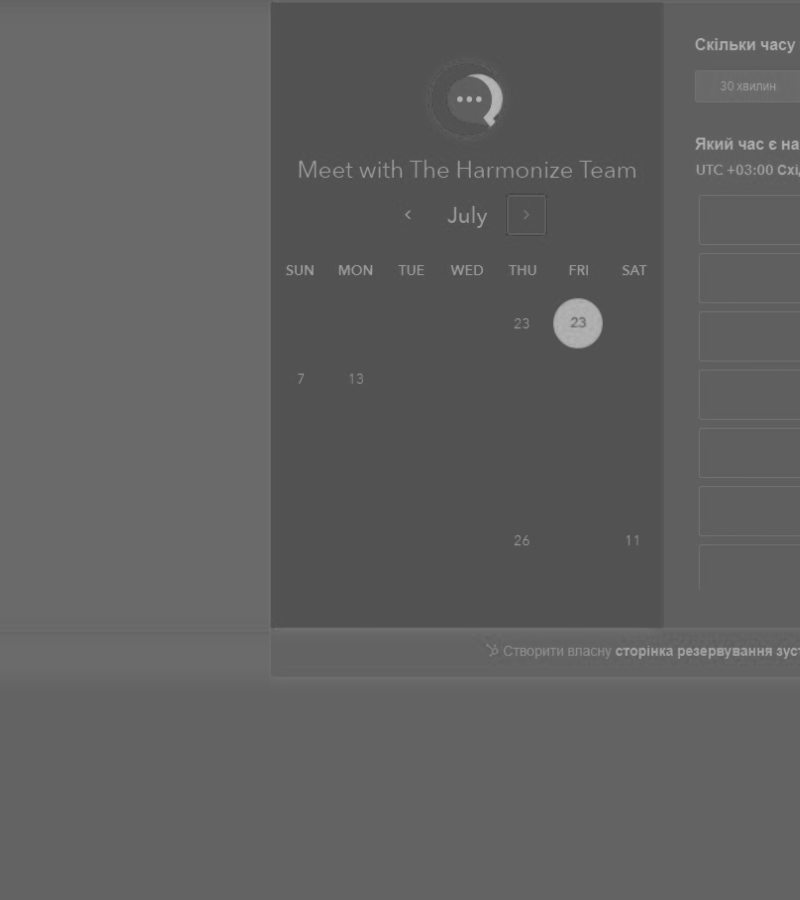 Meet with The Harmonize Team
July
SUN MON TUE WED THU FRI SAT
23 23
7 13
26 11
Скільки часу
30 хвилин
Який час є на
UTC +03:00 Схі
Створити власну сторінка резервування зуст